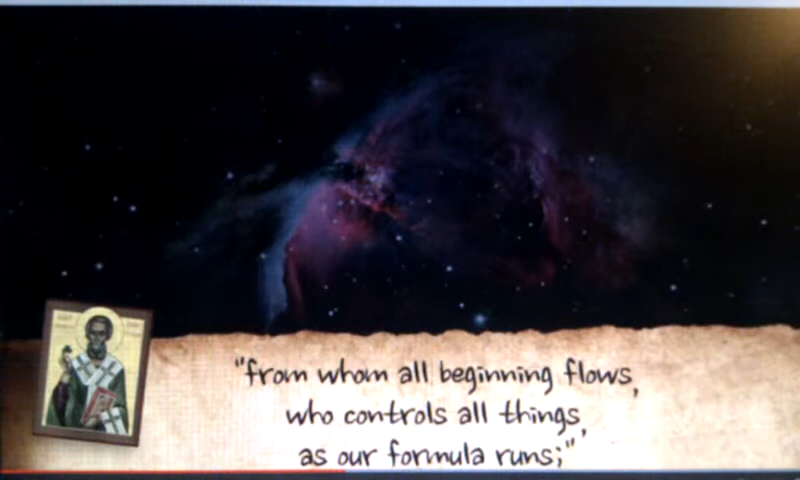 "from whom all beginning flows,
who controls all things,
as our formula runs;"